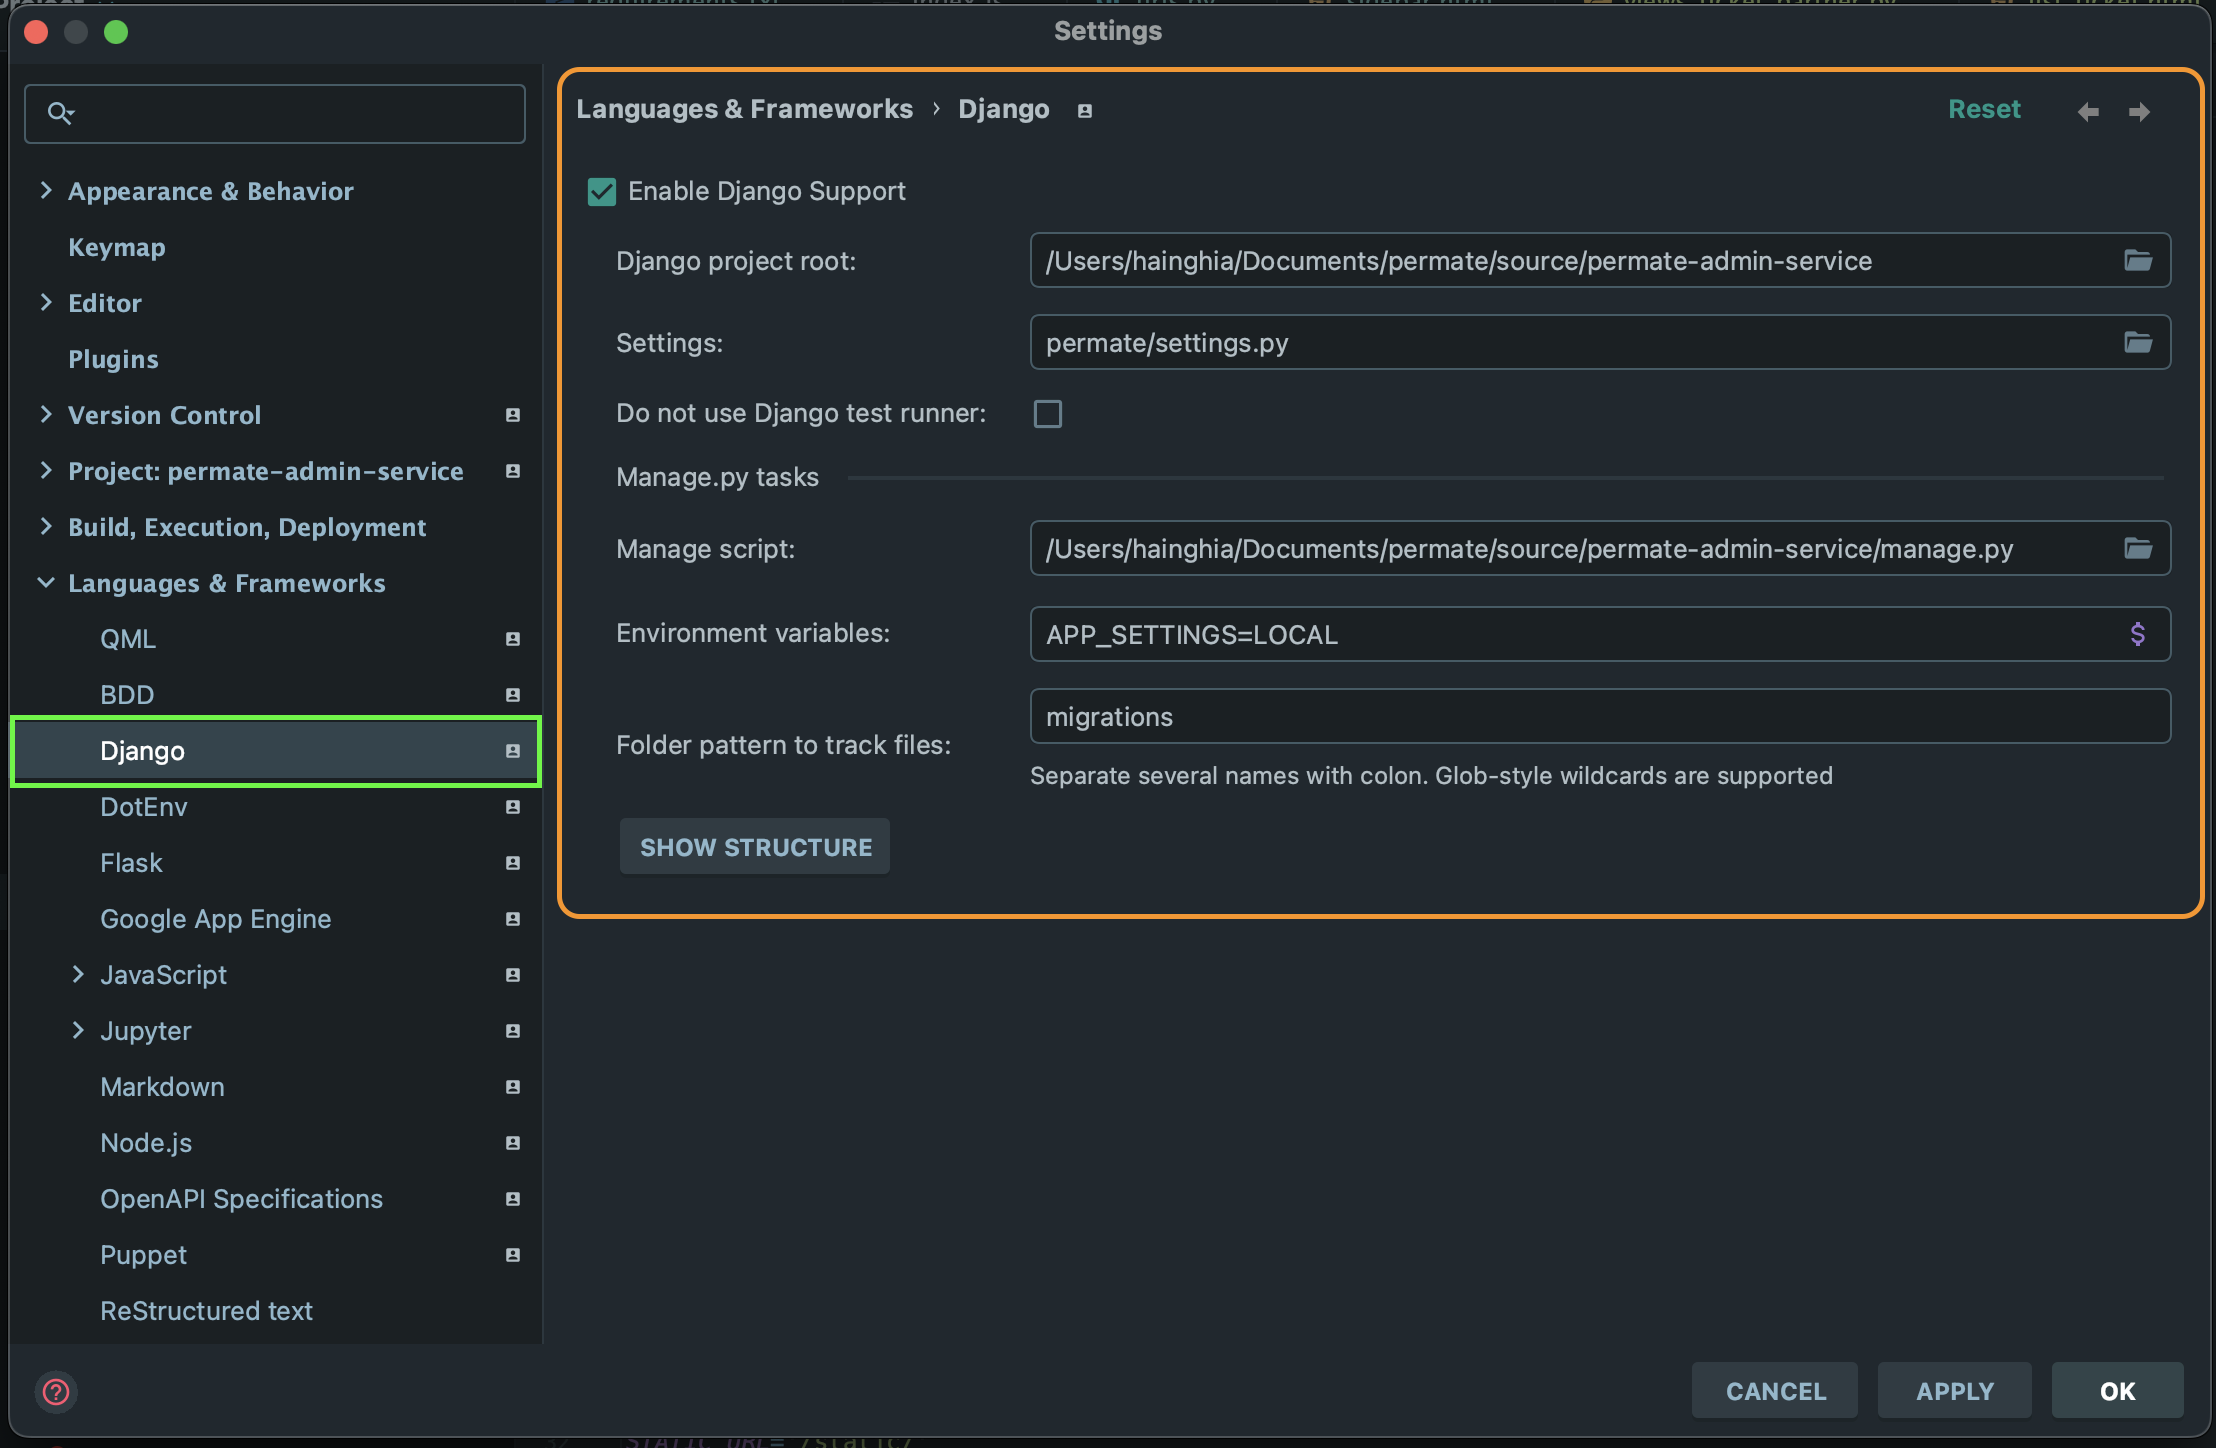 Settings
Appearance & Behavior
Keymap
Editor
Plugins
Version Control
Project: permate-admin-service
Build, Execution, Deployment
Languages & Frameworks
QML
BDD
Django
DotEnv
Flask
Google App Engine
JavaScript
Jupyter
Markdown
Node.js
OpenAPI Specifications
Puppet
ReStructured text
Languages & Frameworks › Django
Reset
Enable Django Support
Django project root: /Users/hainghia/Documents/permate/source/permate-admin-service
Settings: permate/settings.py
Do not use Django test runner:
Manage.py tasks
Manage script: /Users/hainghia/Documents/permate/source/permate-admin-service/manage.py
Environment variables: APP_SETTINGS=LOCAL $
Folder pattern to track files: migrations
Separate several names with colon. Glob-style wildcards are supported
SHOW STRUCTURE
?
CANCEL APPLY OK